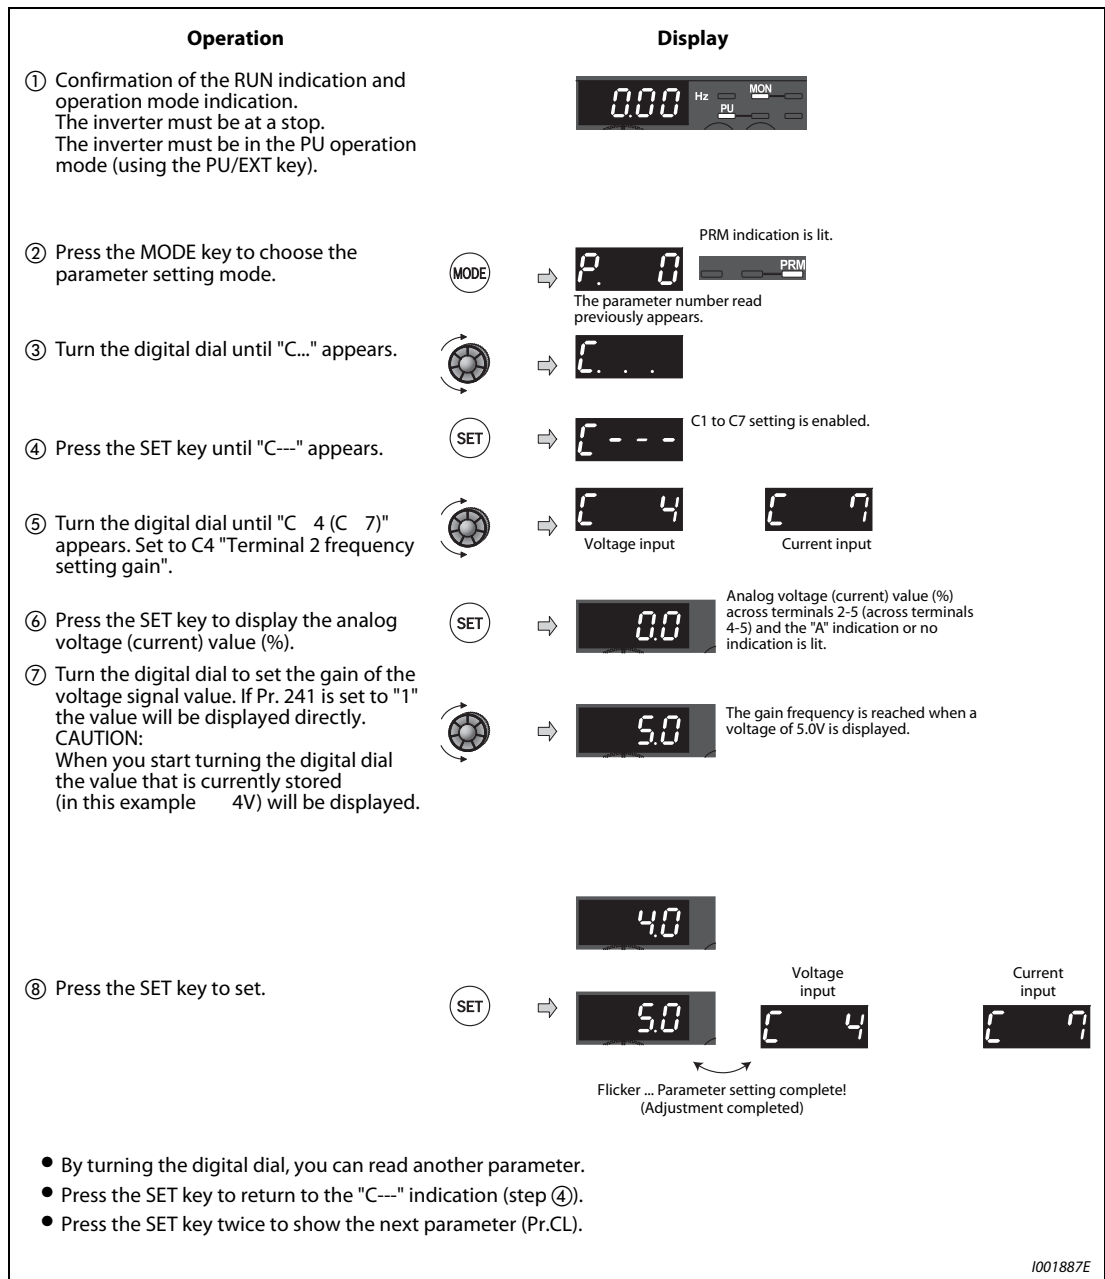 Operation Display
① Confirmation of the RUN indication and
operation mode indication.
The inverter must be at a stop.
The inverter must be in the PU operation
mode (using the PU/EXT key).
0.00 Hz MON
PU
② Press the MODE key to choose the
parameter setting mode.
MODE
P. 0
PRM indication is lit.
PRM
The parameter number read
previously appears.
③ Turn the digital dial until "C..." appears.
C. . .
④ Press the SET key until "C---" appears.
SET
C - - -
C1 to C7 setting is enabled.
⑤ Turn the digital dial until "C 4 (C 7)"
appears. Set to C4 "Terminal 2 frequency
setting gain".
C 4
C 7
Voltage input
Current input
⑥ Press the SET key to display the analog
voltage (current) value (%).
SET
0.0
Analog voltage (current) value (%)
across terminals 2-5 (across terminals
4-5) and the "A" indication or no
indication is lit.
⑦ Turn the digital dial to set the gain of the
voltage signal value. If Pr. 241 is set to "1"
the value will be displayed directly.
CAUTION:
When you start turning the digital dial
the value that is currently stored
(in this example 4V) will be displayed.
5.0
The gain frequency is reached when a
voltage of 5.0V is displayed.
4.0
⑧ Press the SET key to set.
SET
5.0
Voltage
input
C 4
Current
input
C 7
Flicker ... Parameter setting complete!
(Adjustment completed)
● By turning the digital dial, you can read another parameter.
● Press the SET key to return to the "C---" indication (step ④).
● Press the SET key twice to show the next parameter (Pr.CL).
I001887E